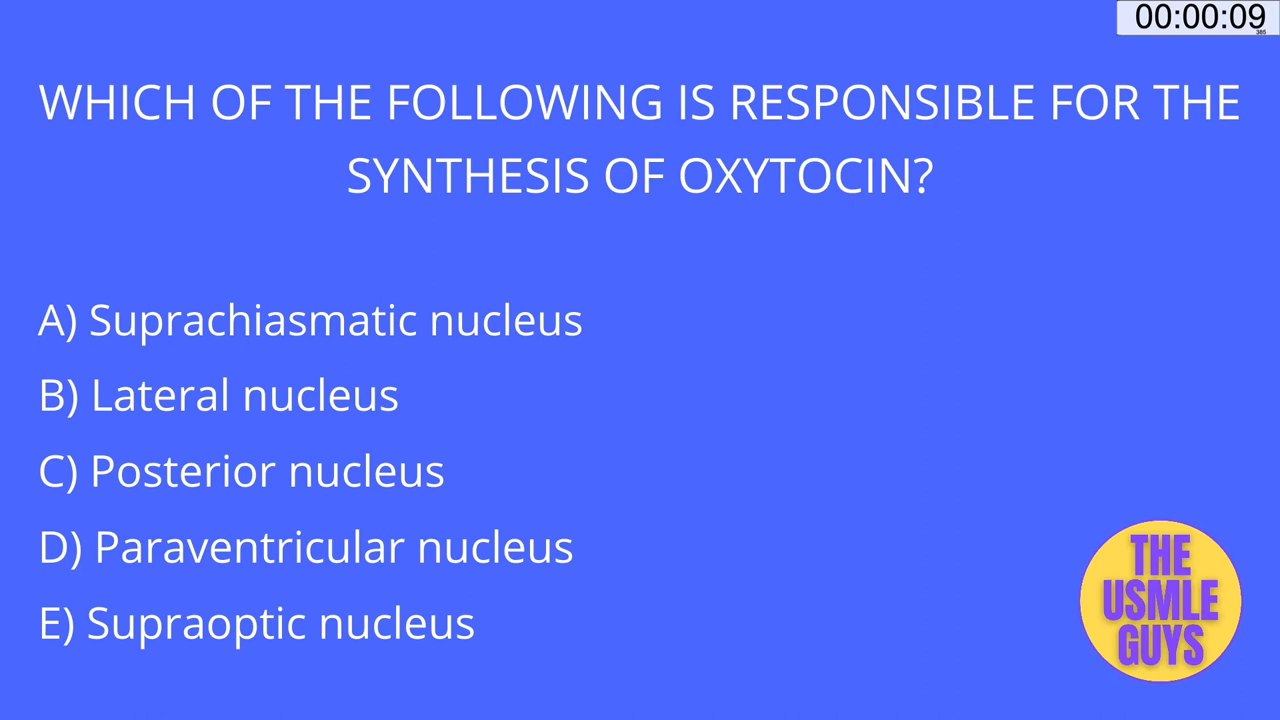 00:00:09
385
WHICH OF THE FOLLOWING IS RESPONSIBLE FOR THE
SYNTHESIS OF OXYTOCIN?
A) Suprachiasmatic nucleus
B) Lateral nucleus
C) Posterior nucleus
D) Paraventricular nucleus
E) Supraoptic nucleus
THE
USMLE
GUYS